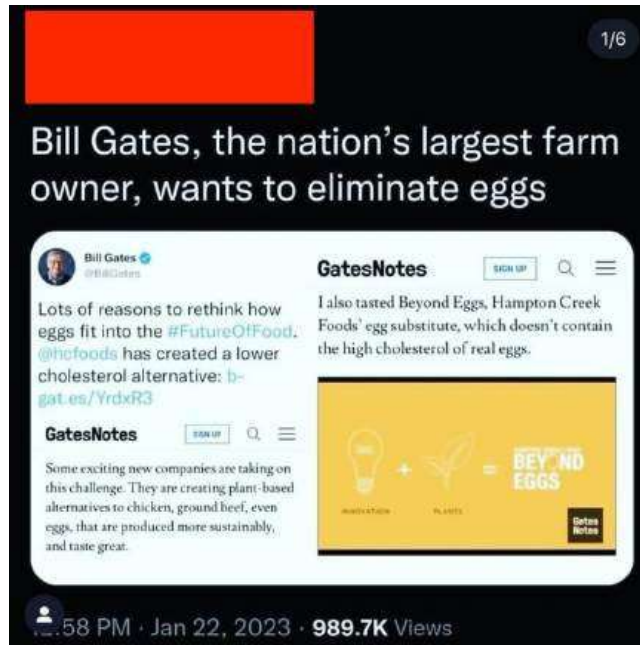 1/6
Bill Gates, the nation's largest farm
owner, wants to eliminate eggs
Bill Gates
@BillGates
Lots of reasons to rethink how
eggs fit into the #FutureOfFood.
@hcfoods has created a lower
cholesterol alternative: b-
gat.es/YrdxR3
GatesNotes
SIGN UP
Some exciting new companies are taking on
this challenge. They are creating plant-based
alternatives to chicken, ground beef, even
eggs, that are produced more sustainably,
and taste great.
GatesNotes
SIGN UP
I also tasted Beyond Eggs, Hampton Creek
Foods' egg substitute, which doesn't contain
the high cholesterol of real eggs.
+ =
BEYOND
EGGS
INNOVATION
PLANTS
Gates
Notes
:58 PM · Jan 22, 2023 · 989.7K Views